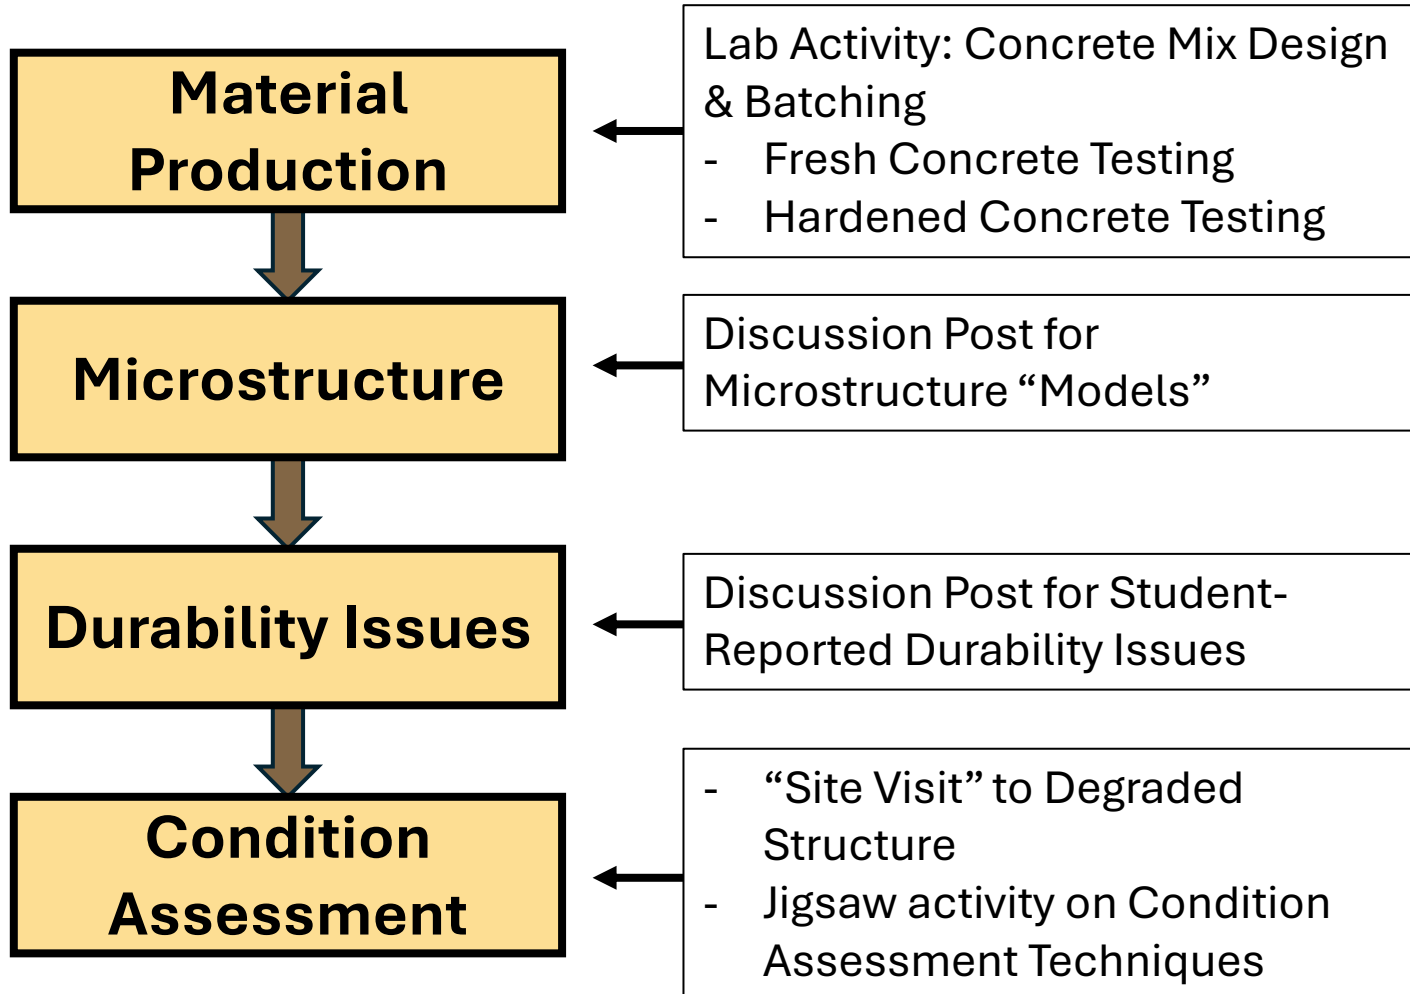 Material
Production
Lab Activity: Concrete Mix Design
& Batching
- Fresh Concrete Testing
- Hardened Concrete Testing
Microstructure
Discussion Post for
Microstructure “Models”
Durability Issues
Discussion Post for Student-
Reported Durability Issues
Condition
Assessment
- “Site Visit” to Degraded
Structure
- Jigsaw activity on Condition
Assessment Techniques